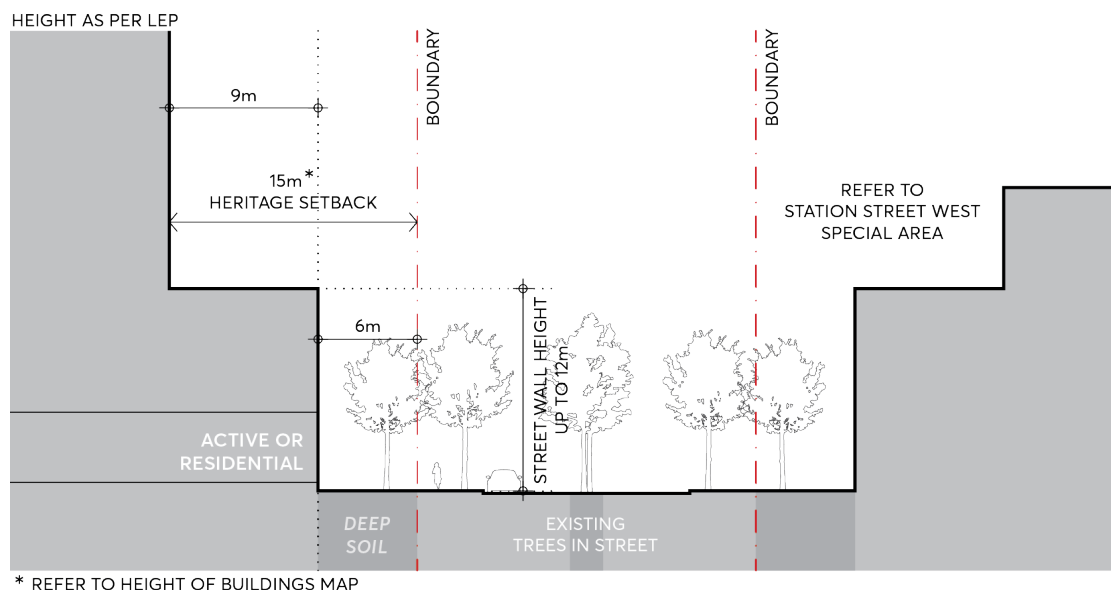 HEIGHT AS PER LEP
BOUNDARY
BOUNDARY
9m
15m*
HERITAGE SETBACK
REFER TO
STATION STREET WEST
SPECIAL AREA
6m
STREET WALL HEIGHT
UP TO 12m
ACTIVE OR
RESIDENTIAL
DEEP
SOIL
EXISTING
TREES IN STREET
* REFER TO HEIGHT OF BUILDINGS MAP